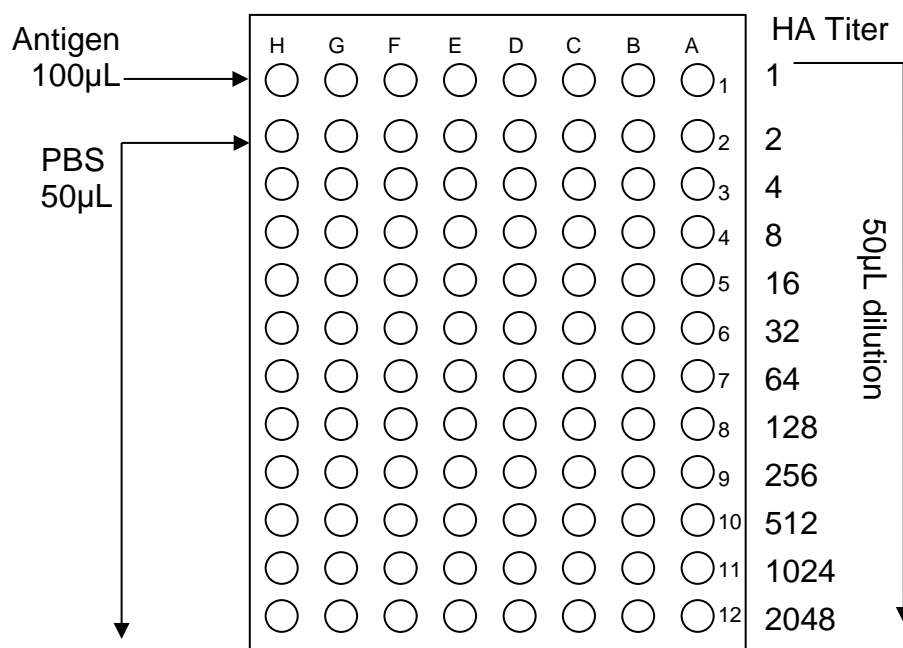 Antigen
100µL
H G F E D C B A
HA Titer
1 1
2 2
PBS
50µL
3 4
4 8
5 16
6 32
7 64
8 128
9 256
10 512
11 1024
12 2048
50µL dilution